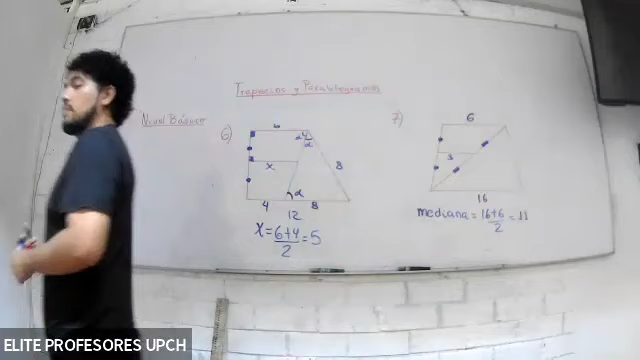 Trapecios y Paralelogramos
Nivel Básico
6)
6
α
α
x
8
α
4
8
12
x = 6+4/2 = 5
7)
6
3
16
mediana = 16+6/2 = 11
ELITE PROFESORES UPCH